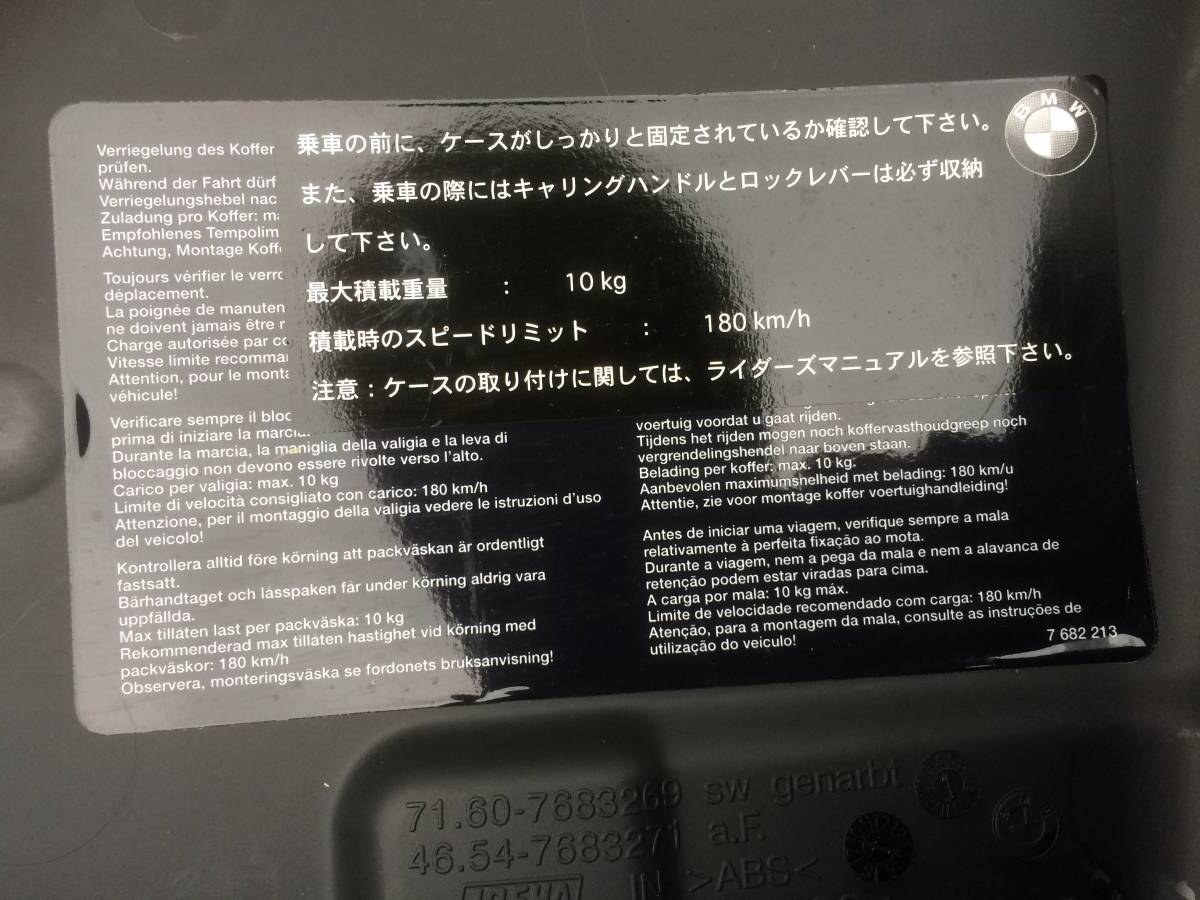 Verriegelung des Koffer
prüfen.
Während der Fahrt dürf
Verriegelungshebel nac
Zuladung pro Koffer: ma
Empfohlenes Tempolim
Achtung, Montage Koff
Toujours vérifier le verro
déplacement.
La poignée de manuten
ne doivent jamais être r
Charge autorisée par co
Vitesse limite recomma
Attention, pour le monta
véhicule!
BMW
乗車の前に、ケースがしっかりと固定されているか確認して下さい。
また、乗車の際にはキャリングハンドルとロックレバーは必ず収納
して下さい。
最大積載重量 : 10 kg
積載時のスピードリミット : 180 km/h
注意：ケースの取り付けに関しては、ライダーズマニュアルを参照下さい。
Verificare sempre il bloc
prima di iniziare la marcia.
Durante la marcia, la maniglia della valigia e la leva di
bloccaggio non devono essere rivolte verso l'alto.
Carico per valigia: max. 10 kg
Limite di velocità consigliato con carico: 180 km/h
Attenzione, per il montaggio della valigia vedere le istruzioni d'uso
del veicolo!
Kontrollera alltid före körning att packväskan är ordentligt
fastsatt.
Bärhandtaget och låsspaken får under körning aldrig vara
uppfällda.
Max tillåten last per packväska: 10 kg
Rekommenderad max tillåten hastighet vid körning med
packväskor: 180 km/h
Observera, monteringsväska se fordonets bruksanvisning!
voertuig voordat u gaat rijden.
Tijdens het rijden mogen noch koffervasthoudgreep noch
vergrendelingshendel naar boven staan.
Belading per koffer: max. 10 kg.
Aanbevolen maximumsnelheid met belading: 180 km/u
Attentie, zie voor montage koffer voertuighandleiding!
Antes de iniciar uma viagem, verifique sempre a mala
relativamente à perfeita fixação ao mota.
Durante a viagem, nem a pega da mala e nem a alavanca de
retenção podem estar viradas para cima.
A carga por mala: 10 kg máx.
Limite de velocidade recomendado com carga: 180 km/h
Atenção, para a montagem da mala, consulte as instruções de
utilização do veículo!
7 682 213
71.60-7683269 sw genarbt
46.54-7683271 a.F.
IN >ABS<